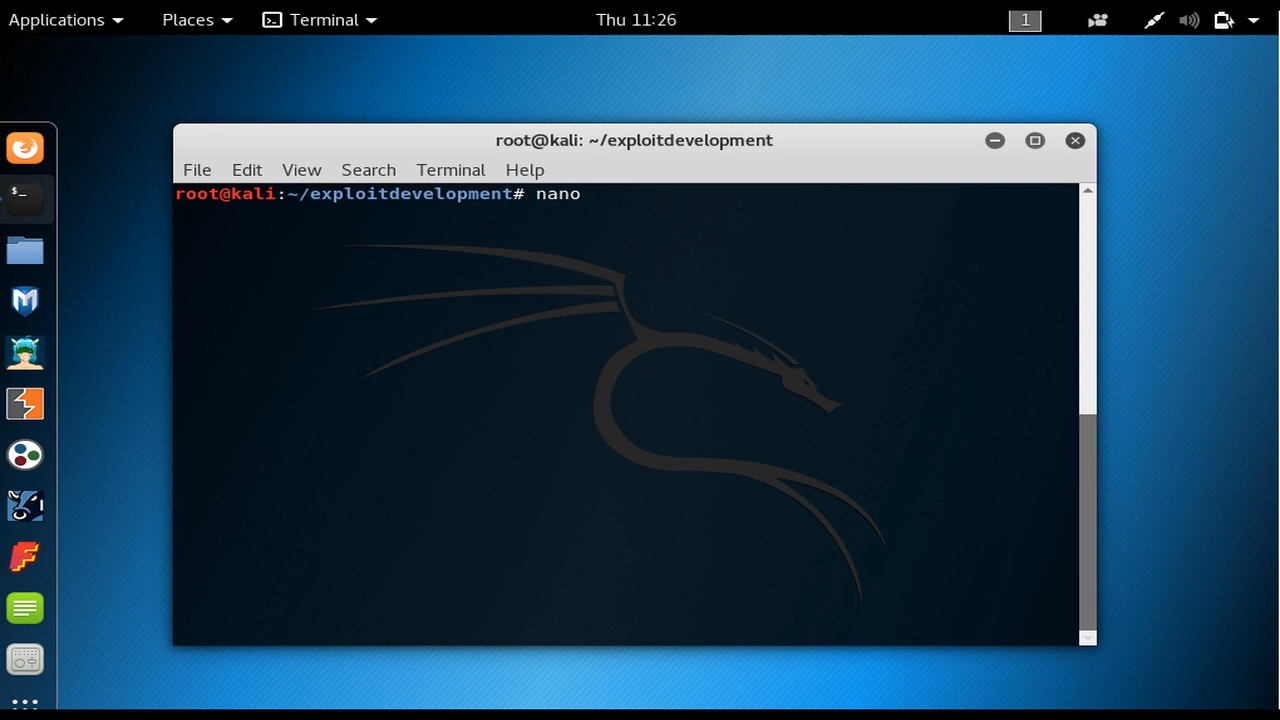 Applications Places Terminal Thu 11:26 1
root@kali: ~/exploitdevelopment
File Edit View Search Terminal Help
root@kali:~/exploitdevelopment# nano